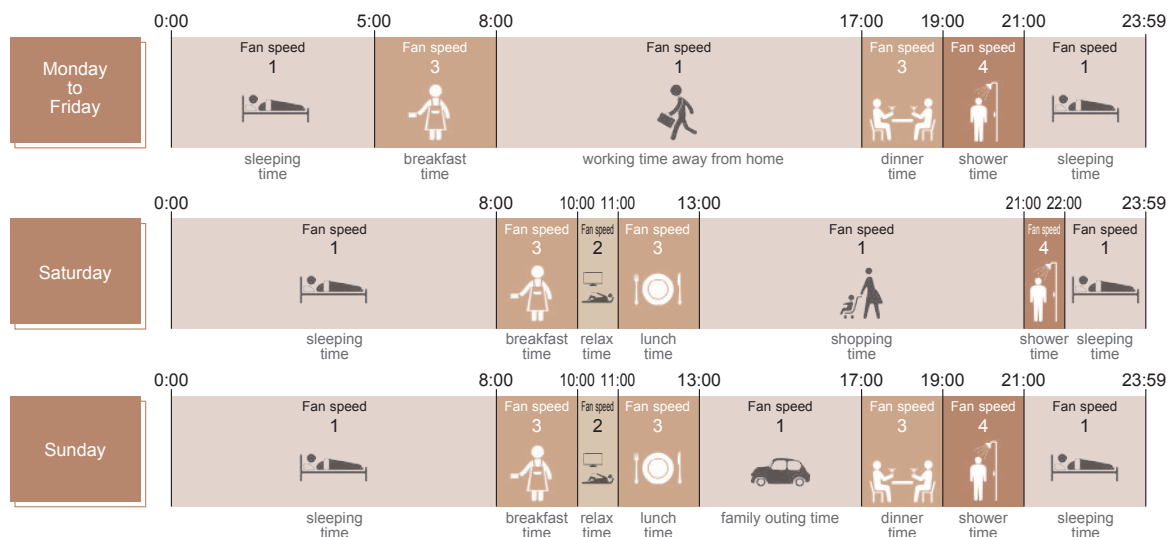 0:00 5:00 8:00 17:00 19:00 21:00 23:59
Monday
to
Friday
Fan speed Fan speed Fan speed Fan speed Fan speed Fan speed
1 3 1 3 4 1
sleeping breakfast working time away from home dinner shower sleeping
time time time time time
0:00 8:00 10:00 11:00 13:00 21:00 22:00 23:59
Saturday
Fan speed Fan speed Fan speed Fan speed Fan speed Fan speed Fan speed
1 3 2 3 1 4 1
sleeping breakfast relax lunch shopping shower sleeping
time time time time time time time
0:00 8:00 10:00 11:00 13:00 17:00 19:00 21:00 23:59
Sunday
Fan speed Fan speed Fan speed Fan speed Fan speed Fan speed Fan speed Fan speed
1 3 2 3 1 3 4 1
sleeping breakfast relax lunch family outing time dinner shower sleeping
time time time time time time time